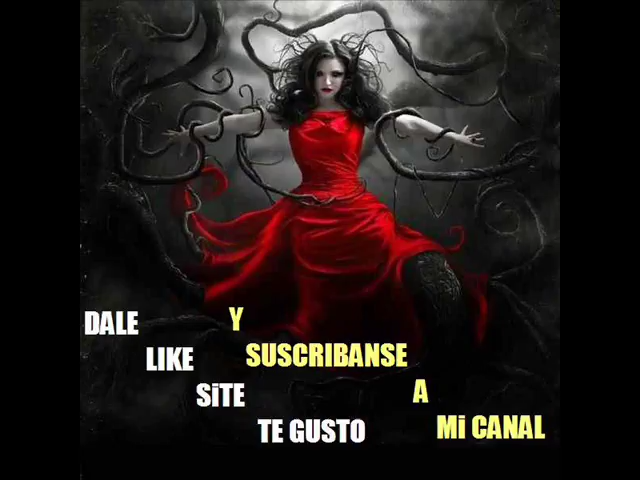 DALE
LIKE
SiTE
TE GUSTO
Y
SUSCRIBANSE
A
Mi CANAL